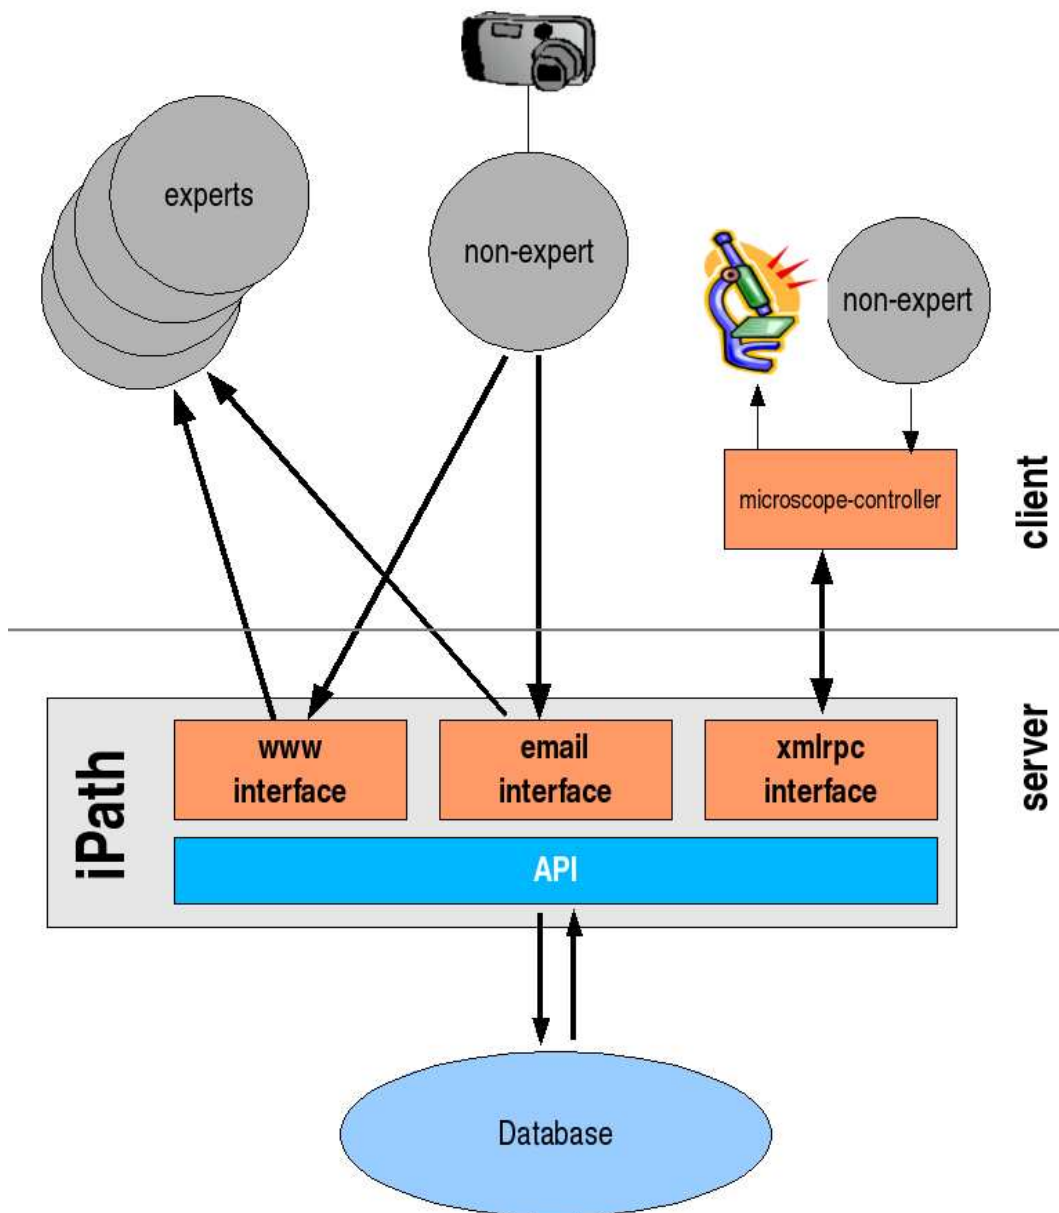 experts
non-expert
non-expert
microscope-controller
client
server
iPath
www
interface
email
interface
xmlrpc
interface
API
Database